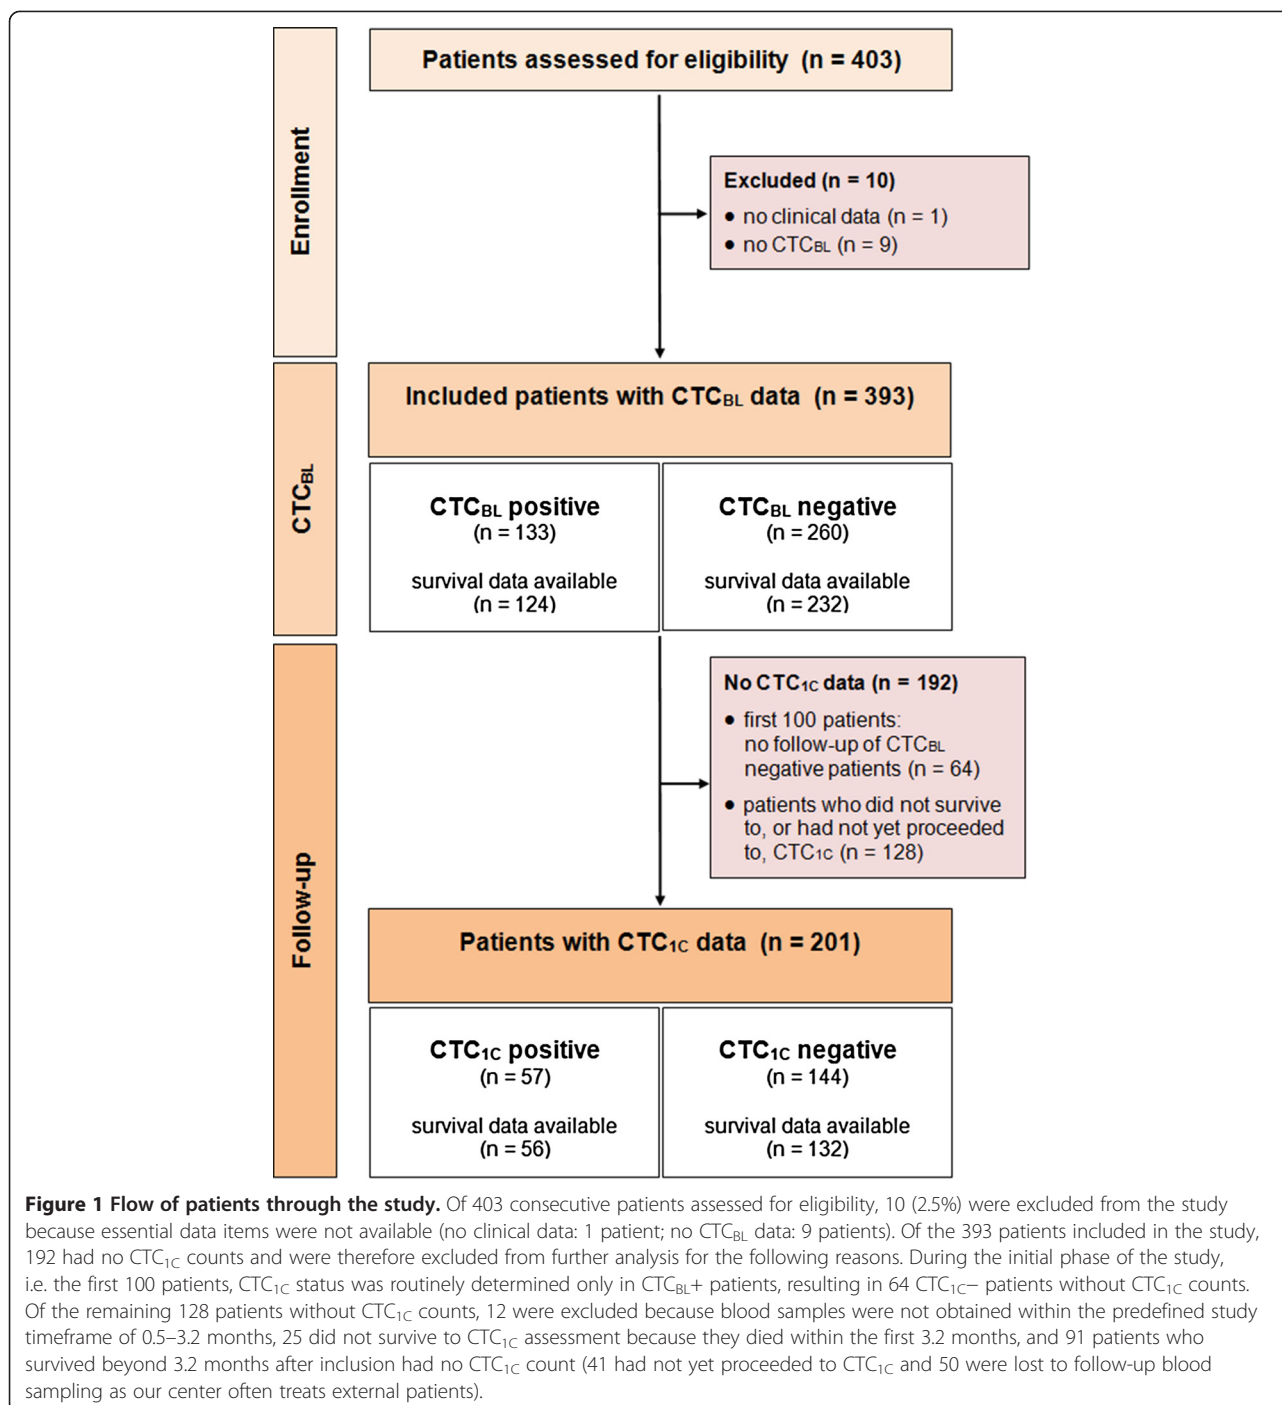 Enrollment
Patients assessed for eligibility (n = 403)
Excluded (n = 10)
• no clinical data (n = 1)
• no CTCBL (n = 9)
CTCBL
Included patients with CTCBL data (n = 393)
CTCBL positive
(n = 133)
survival data available
(n = 124)
CTCBL negative
(n = 260)
survival data available
(n = 232)
Follow-up
No CTC1C data (n = 192)
• first 100 patients:
no follow-up of CTCBL
negative patients (n = 64)
• patients who did not survive
to, or had not yet proceeded
to, CTC1C (n = 128)
Patients with CTC1C data (n = 201)
CTC1C positive
(n = 57)
survival data available
(n = 56)
CTC1C negative
(n = 144)
survival data available
(n = 132)
Figure 1 Flow of patients through the study. Of 403 consecutive patients assessed for eligibility, 10 (2.5%) were excluded from the study
because essential data items were not available (no clinical data: 1 patient; no CTCBL data: 9 patients). Of the 393 patients included in the study,
192 had no CTC1C counts and were therefore excluded from further analysis for the following reasons. During the initial phase of the study,
i.e. the first 100 patients, CTC1C status was routinely determined only in CTCBL+ patients, resulting in 64 CTC1C− patients without CTC1C counts.
Of the remaining 128 patients without CTC1C counts, 12 were excluded because blood samples were not obtained within the predefined study
timeframe of 0.5–3.2 months, 25 did not survive to CTC1C assessment because they died within the first 3.2 months, and 91 patients who
survived beyond 3.2 months after inclusion had no CTC1C count (41 had not yet proceeded to CTC1C and 50 were lost to follow-up blood
sampling as our center often treats external patients).